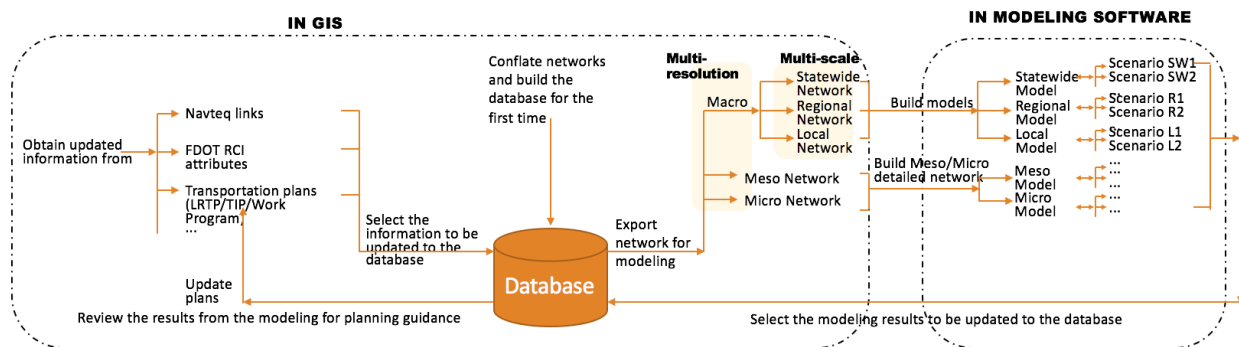 IN GIS
IN MODELING SOFTWARE
Obtain updated
information from
Navteq links
FDOT RCI
attributes
Transportation plans
(LRTP/TIP/Work
Program)
...
Select the
information to be
updated to the
database
Conflate networks
and build the
database for the
first time
Database
Update
plans
Review the results from the modeling for planning guidance
Export
network for
modeling
Multi-
resolution
Multi-scale
Macro
Statewide
Network
Regional
Network
Local
Network
Meso Network
Micro Network
Build models
Build Meso/Micro
detailed network
Statewide
Model
Regional
Model
Local
Model
Meso
Model
Micro
Model
Scenario SW1
Scenario SW2
Scenario R1
Scenario R2
Scenario L1
Scenario L2
...
...
...
...
Select the modeling results to be updated to the database